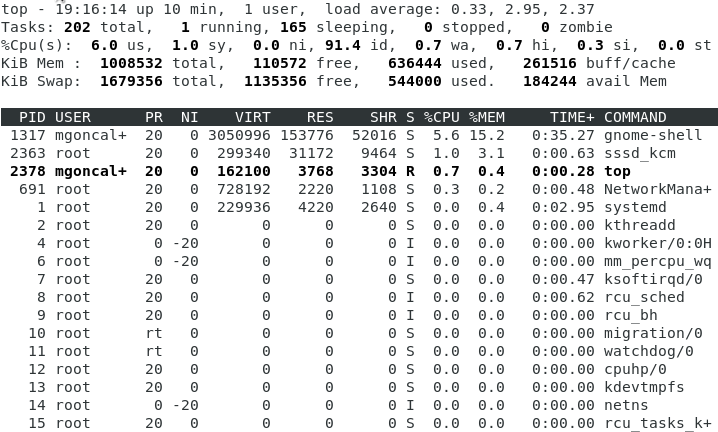 top - 19:16:14 up 10 min,  1 user,  load average: 0.33, 2.95, 2.37
Tasks: 202 total,   1 running, 165 sleeping,   0 stopped,   0 zombie
%Cpu(s):  6.0 us,  1.0 sy,  0.0 ni, 91.4 id,  0.7 wa,  0.7 hi,  0.3 si,  0.0 st
KiB Mem :  1008532 total,   110572 free,   636444 used,   261516 buff/cache
KiB Swap:  1679356 total,  1135356 free,   544000 used.   184244 avail Mem
PID USER      PR  NI    VIRT    RES    SHR S %CPU %MEM     TIME+ COMMAND
1317 mgoncal+  20   0 3050996 153776  52016 S  5.6 15.2   0:35.27 gnome-shell
2363 root      20   0  299340  31172   9464 S  1.0  3.1   0:00.63 sssd_kcm
2378 mgoncal+  20   0  162100   3768   3304 R  0.7  0.4   0:00.28 top
691 root      20   0  728192   2220   1108 S  0.3  0.2   0:00.48 NetworkMana+
1 root      20   0  229936   4220   2640 S  0.0  0.4   0:02.95 systemd
2 root      20   0       0      0      0 S  0.0  0.0   0:00.00 kthreadd
4 root       0 -20       0      0      0 I  0.0  0.0   0:00.00 kworker/0:0H
6 root       0 -20       0      0      0 I  0.0  0.0   0:00.00 mm_percpu_wq
7 root      20   0       0      0      0 S  0.0  0.0   0:00.47 ksoftirqd/0
8 root      20   0       0      0      0 I  0.0  0.0   0:00.62 rcu_sched
9 root      20   0       0      0      0 I  0.0  0.0   0:00.00 rcu_bh
10 root      rt   0       0      0      0 S  0.0  0.0   0:00.00 migration/0
11 root      rt   0       0      0      0 S  0.0  0.0   0:00.00 watchdog/0
12 root      20   0       0      0      0 S  0.0  0.0   0:00.00 cpuhp/0
13 root      20   0       0      0      0 S  0.0  0.0   0:00.00 kdevtmpfs
14 root       0 -20       0      0      0 I  0.0  0.0   0:00.00 netns
15 root      20   0       0      0      0 S  0.0  0.0   0:00.00 rcu_tasks_k+